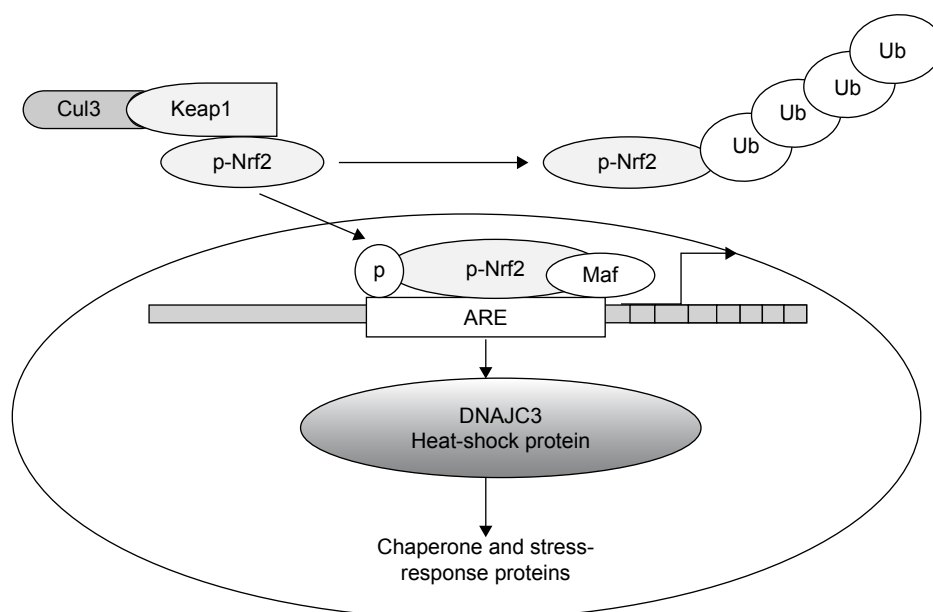 Cul3
Keap1
p-Nrf2
p-Nrf2
Ub
Ub
Ub
Ub
p
p-Nrf2
Maf
ARE
DNAJC3
Heat-shock protein
Chaperone and stress-
response proteins